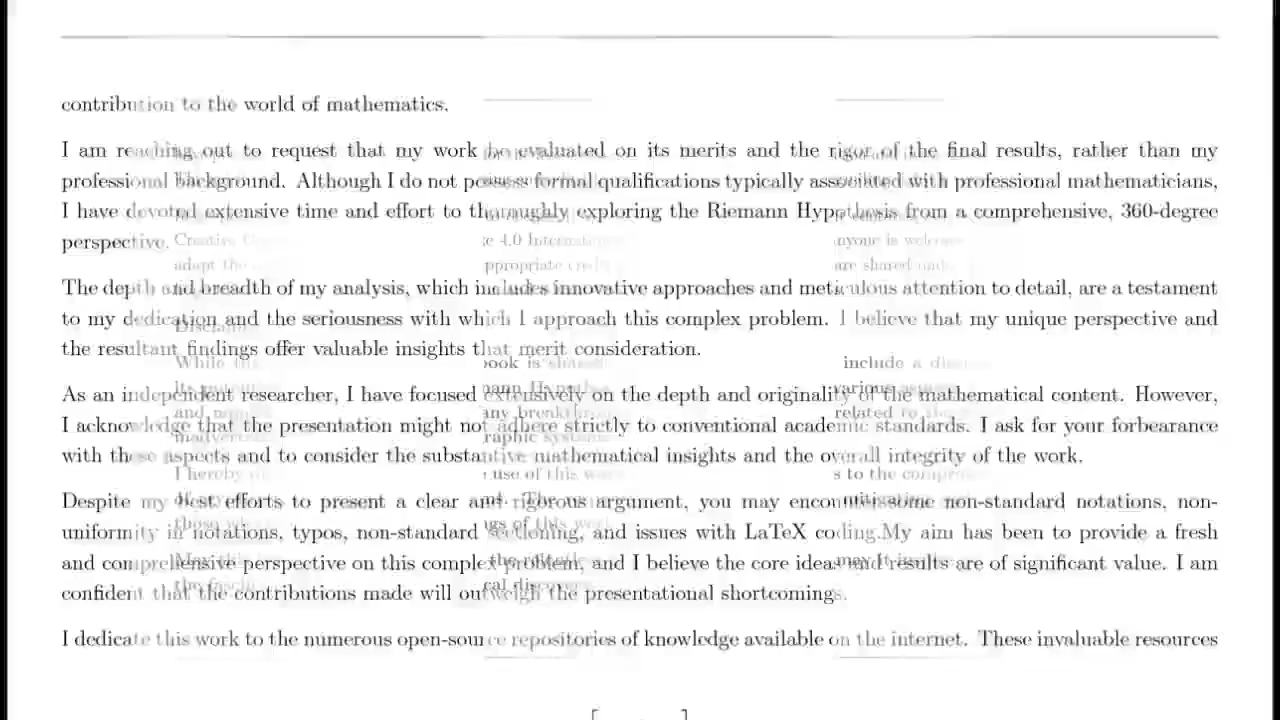 contribution to the world of mathematics.
I am reaching out to request that my work be evaluated on its merits and the rigor of the final results, rather than my
professional background. Although I do not possess formal qualifications typically associated with professional mathematicians,
I have devoted extensive time and effort to thoroughly exploring the Riemann Hypothesis from a comprehensive, 360-degree
perspective.
The depth and breadth of my analysis, which includes innovative approaches and meticulous attention to detail, are a testament
to my dedication and the seriousness with which I approach this complex problem. I believe that my unique perspective and
the resultant findings offer valuable insights that merit consideration.
As an independent researcher, I have focused extensively on the depth and originality of the mathematical content. However,
I acknowledge that the presentation might not adhere strictly to conventional academic standards. I ask for your forbearance
with these aspects and to consider the substantive mathematical insights and the overall integrity of the work.
Despite my best efforts to present a clear and rigorous argument, you may encounter some non-standard notations, non-
uniformity in notations, typos, non-standard sectioning, and issues with LaTeX coding.My aim has been to provide a fresh
and comprehensive perspective on this complex problem, and I believe the core ideas and results are of significant value. I am
confident that the contributions made will outweigh the presentational shortcomings.
I dedicate this work to the numerous open-source repositories of knowledge available on the internet. These invaluable resources